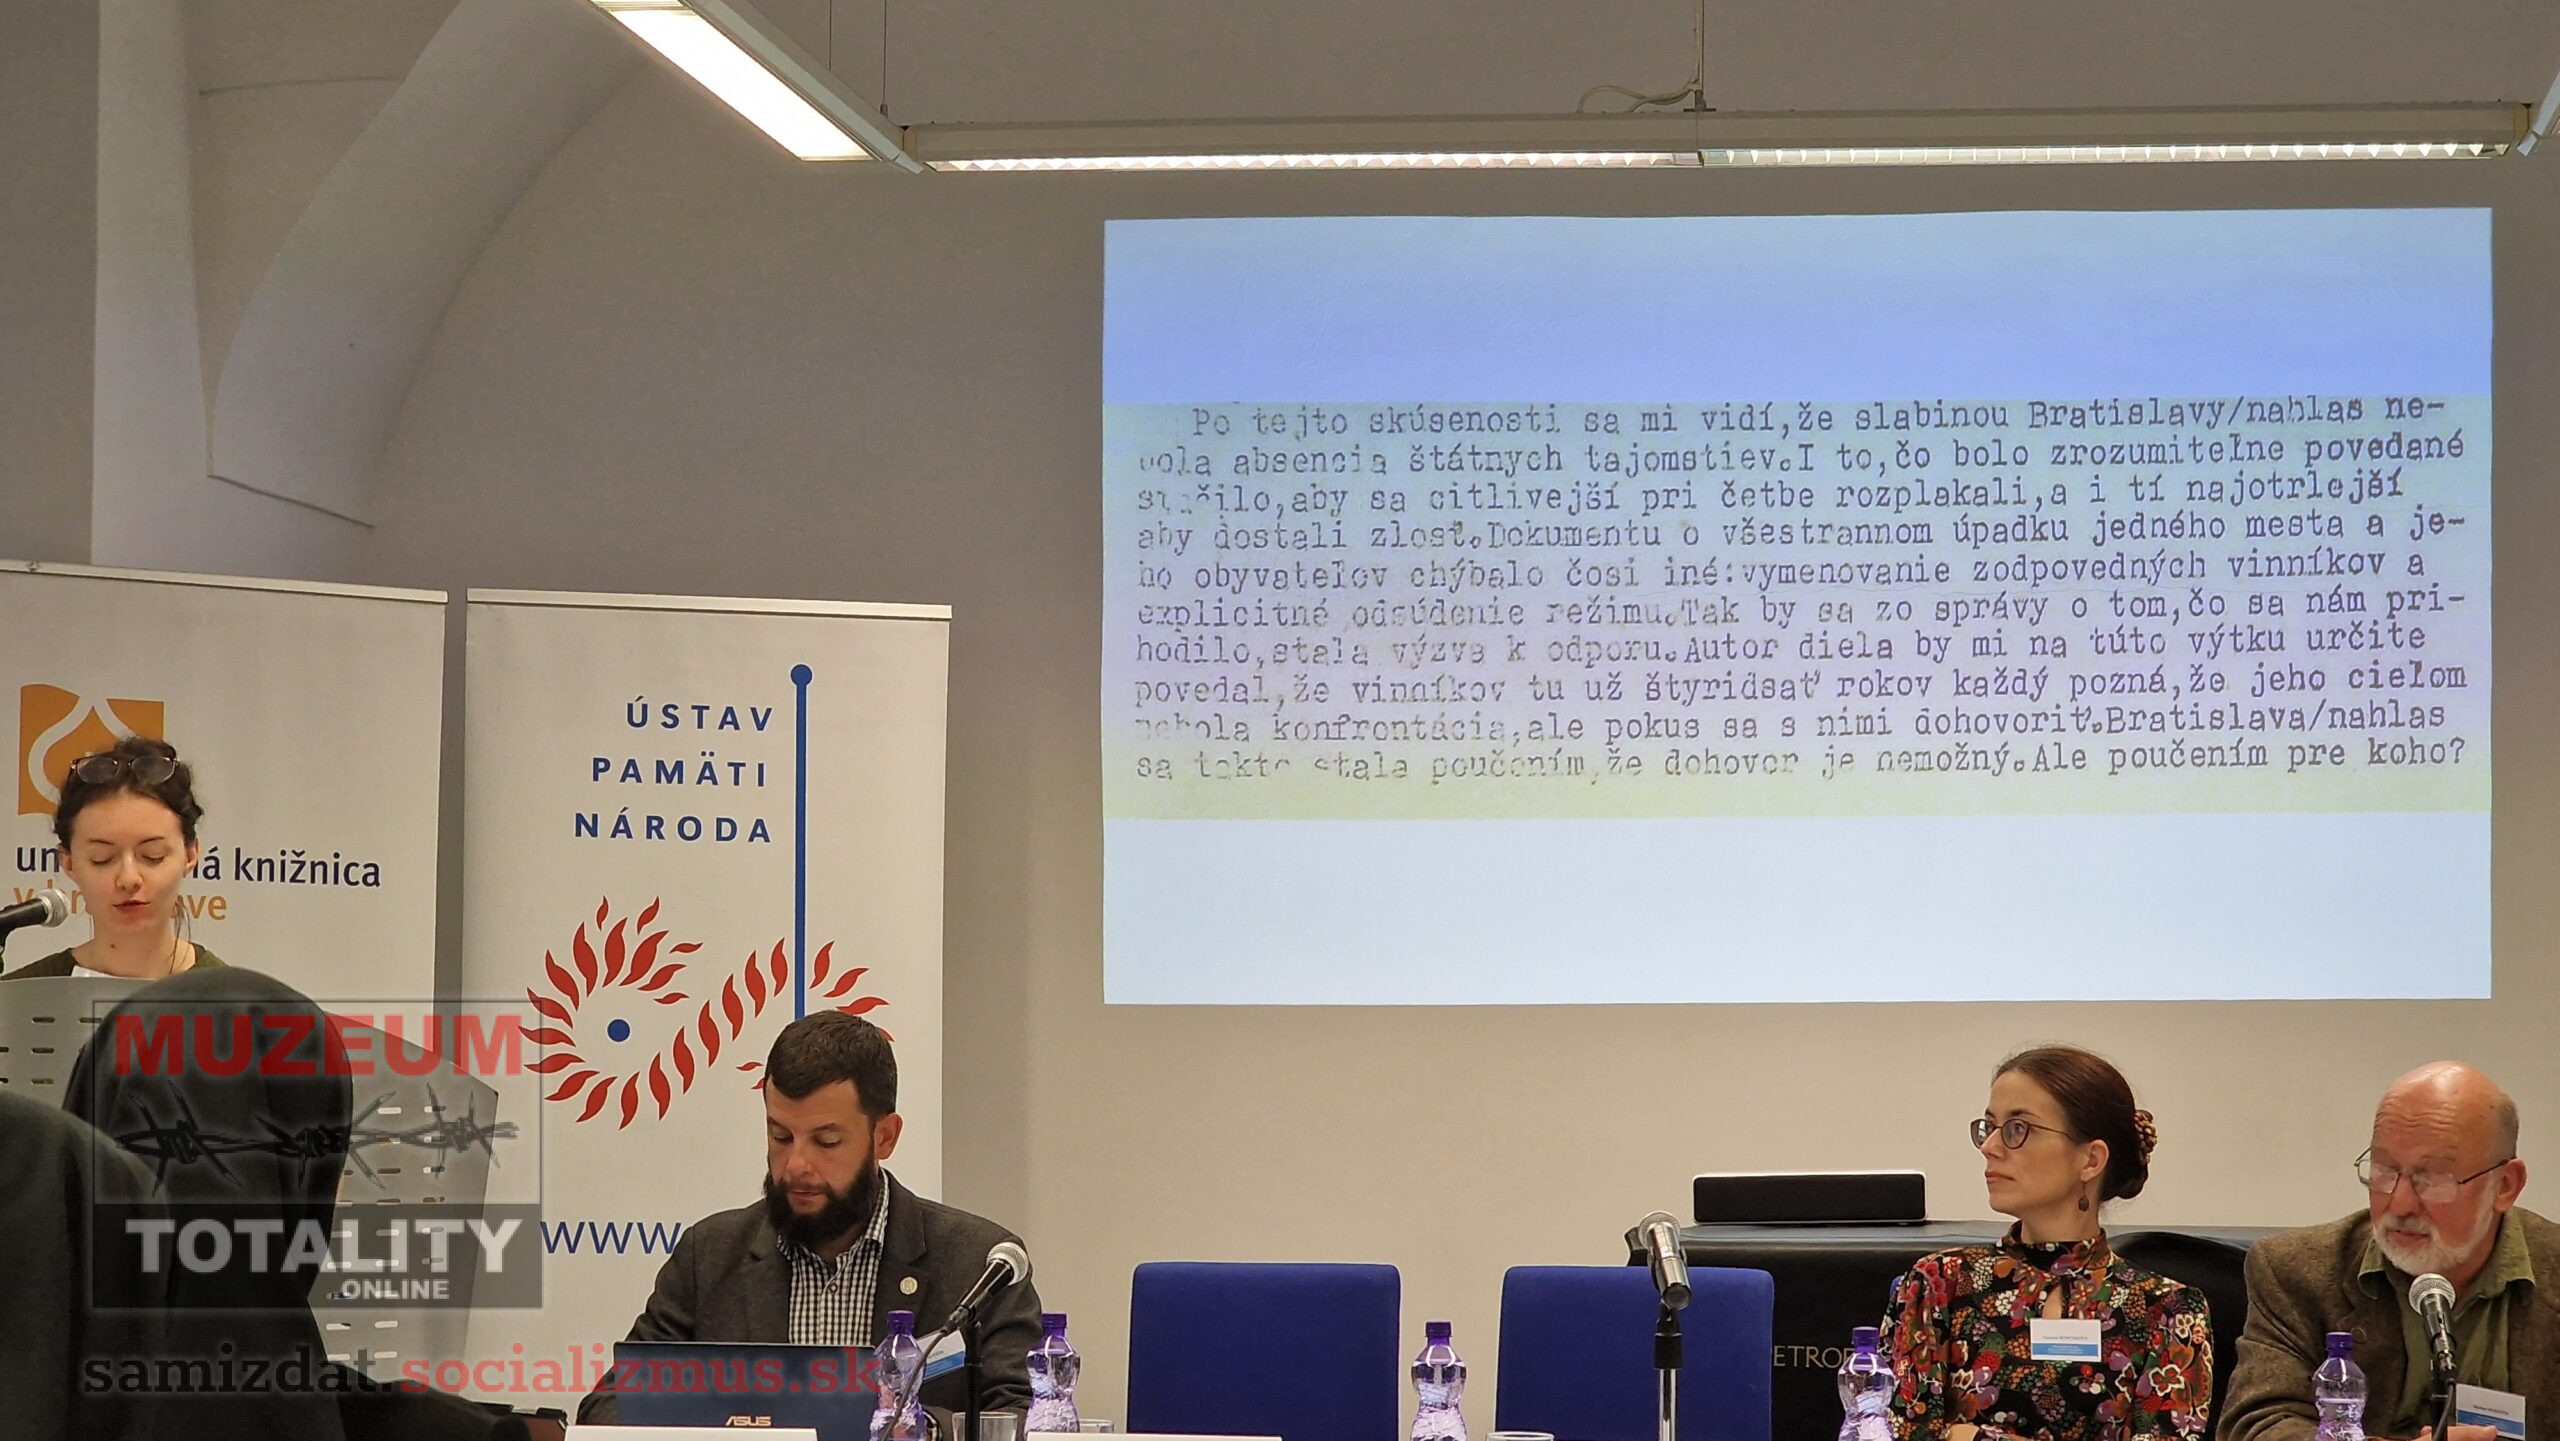 Po tejto skúsenosti sa mi vidí,že slabinou Bratislavy/nahlas ne-
bola absencia štátnych tajomstiev.I to,čo bolo zrozumiteľne povedané
stačilo,aby sa citlivejší pri četbe rozplakali,a i tí najotrlejší
aby dostali zlosť.Dokumentu o všestrannom úpadku jedného mesta a je-
ho obyvateľov chýbalo čosi iné:vymenovanie zodpovedných vinníkov a
explicitné odsúdenie režimu.Tak by sa zo správy o tom,čo sa nám pri-
hodilo,stala výzva k odporu.Autor diela by mi na túto výtku určite
povedal,že vinníkov tu už štyridsať rokov každý pozná,že jeho cieľom
nebola konfrontácia,ale pokus sa s nimi dohovoriť.Bratislava/nahlas
sa takto stala poučením,že dohovor je nemožný.Ale poučením pre koho?
ÚSTAV
PAMÄTI
NÁRODA
www.
knižnica
MUZEUM
TOTALITY
.ONLINE
samizdat.socializmus.sk
ASUS